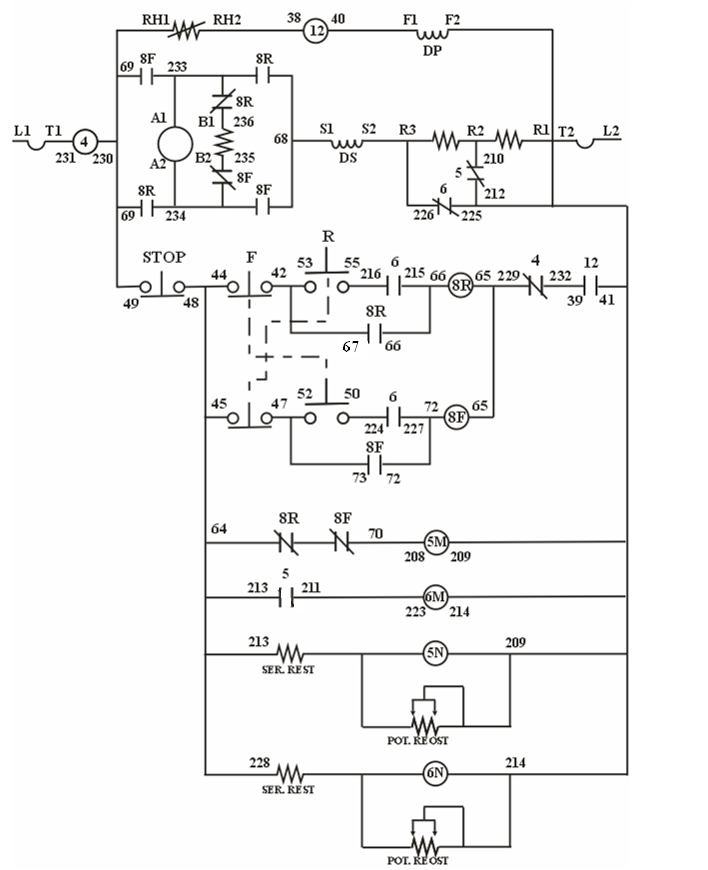 RH1 RH2 38 12 40 F1 F2
DP
69 8F 233 8R
8R
A1 B1 236
L1 T1 4 68 S1 S2 R3 R2 R1 T2 L2
231 230 A2 B2 235 DS 210
5
8F 212
8R 8F 6
69 234 226 225
R
STOP F
44 42 53 55 216 6 215 66 8R 65 229 4 232 12
49 48 39 41
8R
67 66
45 47 52 50 6 72 8F 65
224 227
8F
73 72
64 8R 8F 70 5M
208 209
213 5 211 6M
223 214
213 5N 209
SER. REST
POT. REOST
228 6N 214
SER. REST
POT. REOST